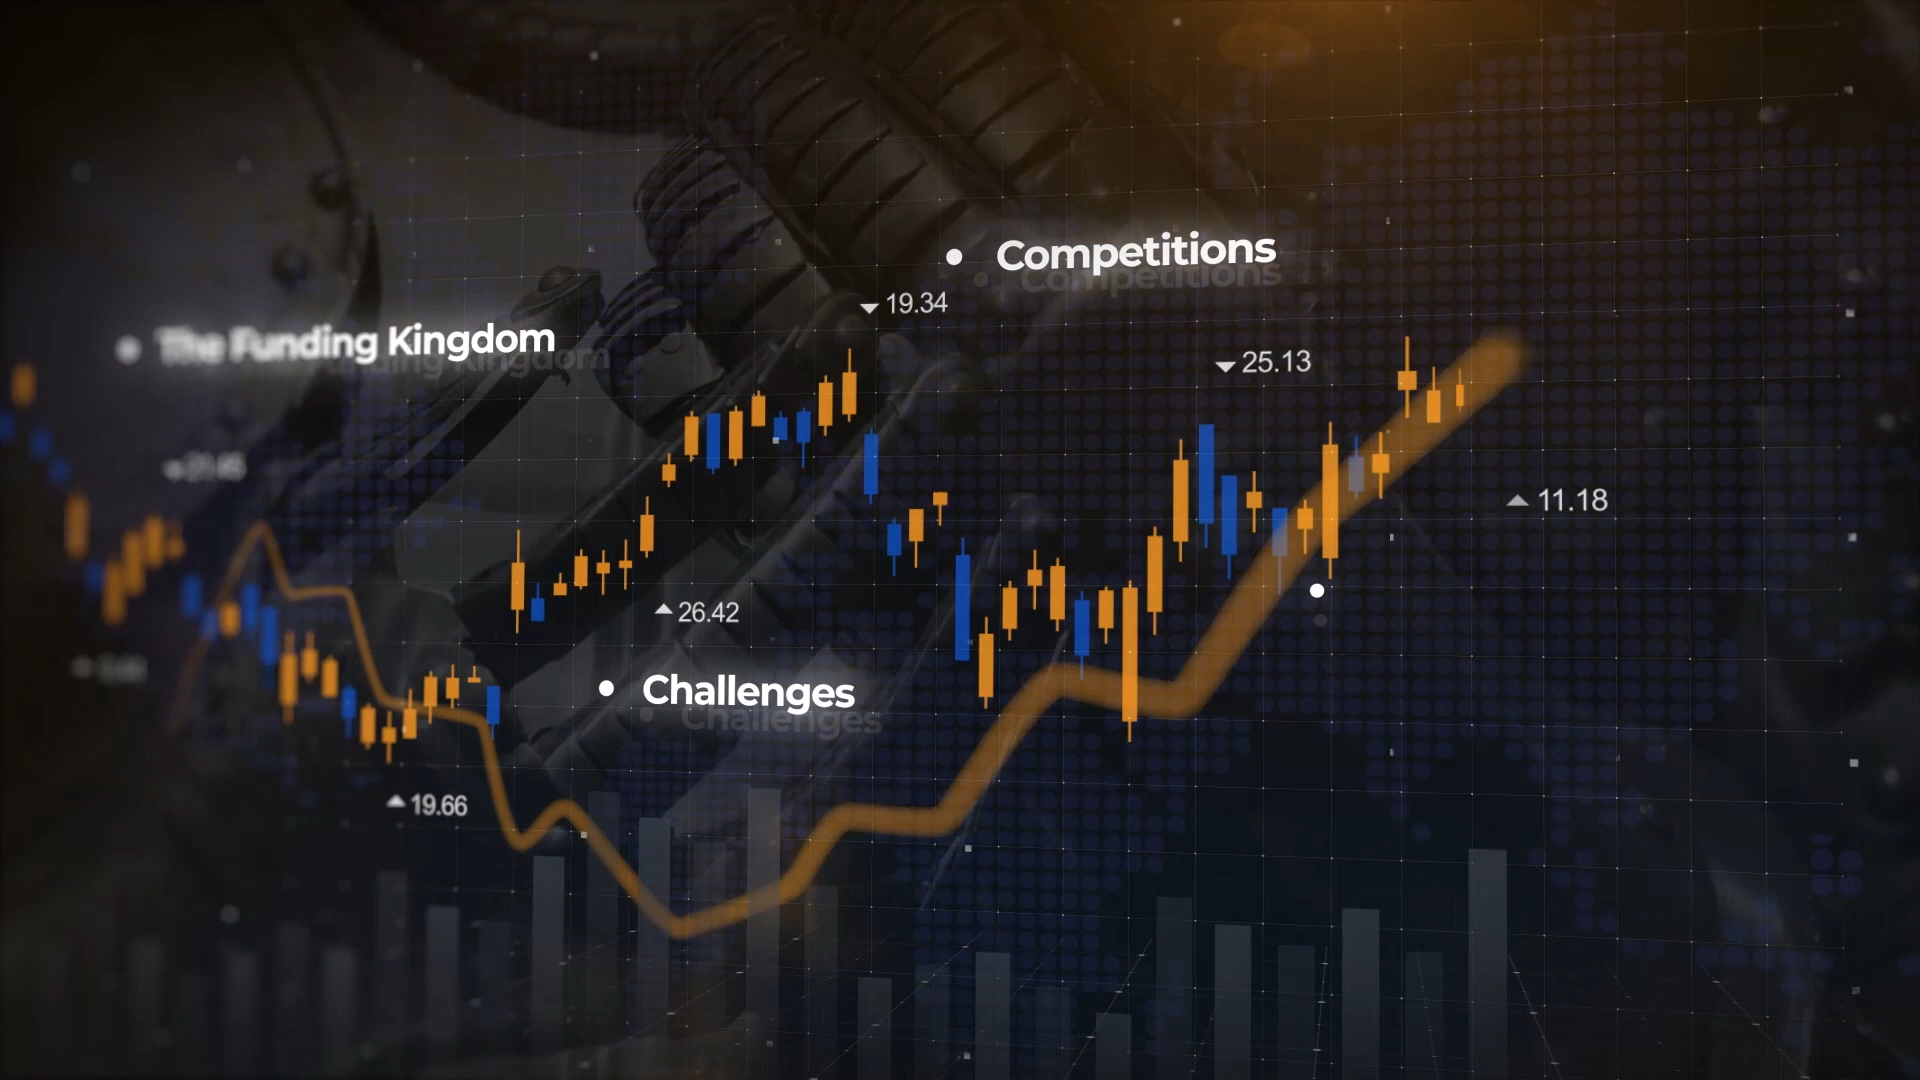 Competitions
19.34
The Funding Kingdom
25.13
11.18
26.42
Challenges
19.66